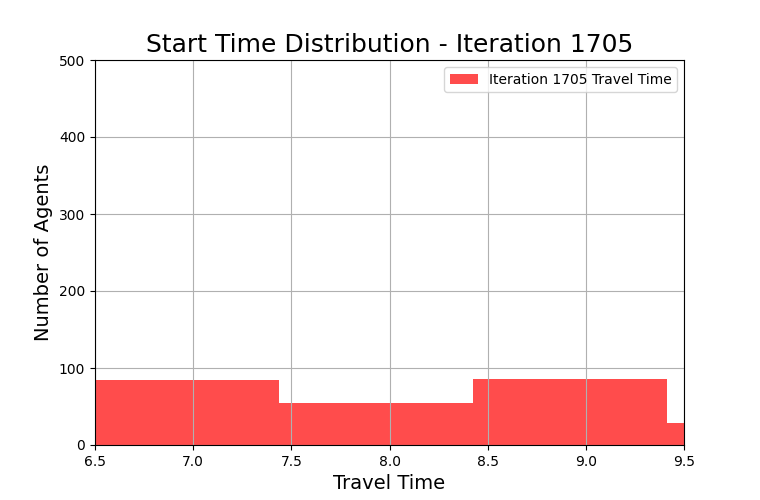 Start Time Distribution - Iteration 1705
Iteration 1705 Travel Time
Number of Agents
500
400
300
200
100
0
6.5 7.0 7.5 8.0 8.5 9.0 9.5
Travel Time